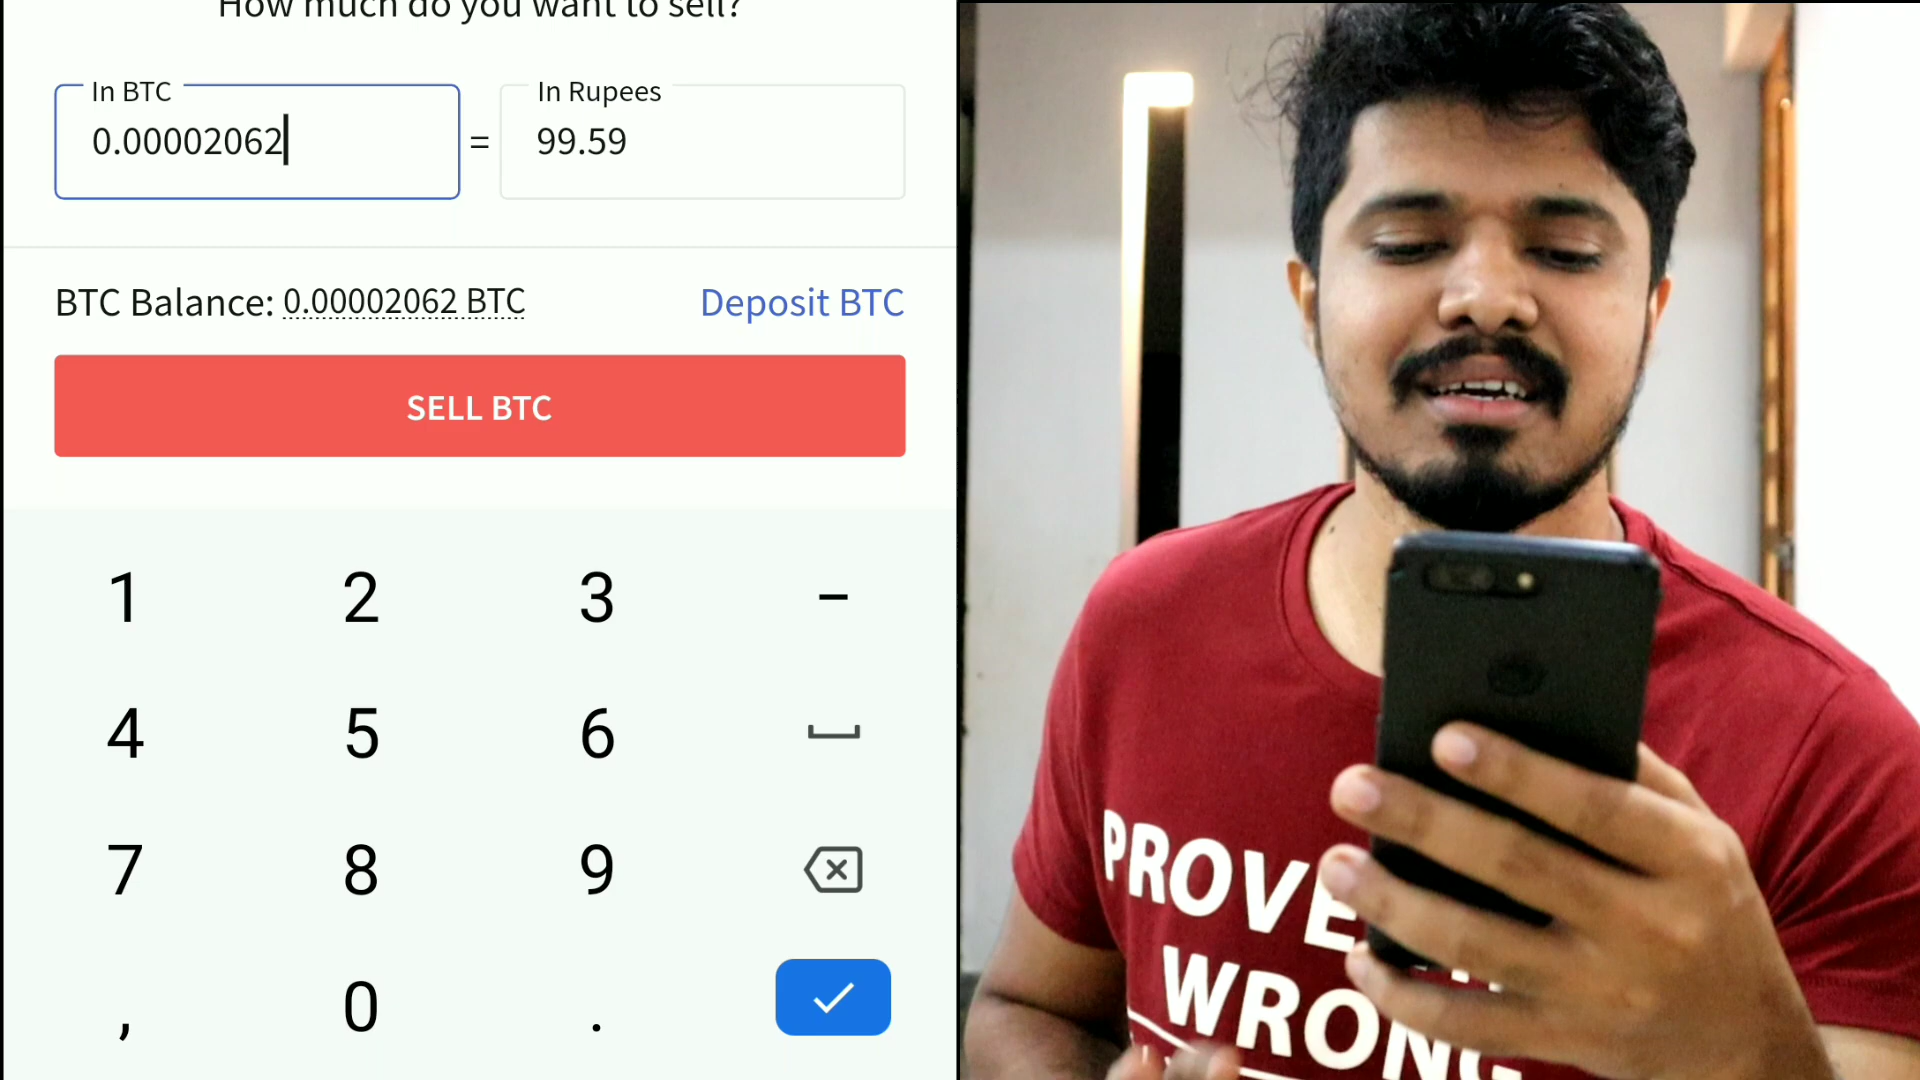 How much do you want to sell?
In BTC
0.00002062
=
In Rupees
99.59
BTC Balance: 0.00002062 BTC
Deposit BTC
SELL BTC
1 2 3 -
4 5 6
7 8 9
, 0 .
PROVE
WRONG